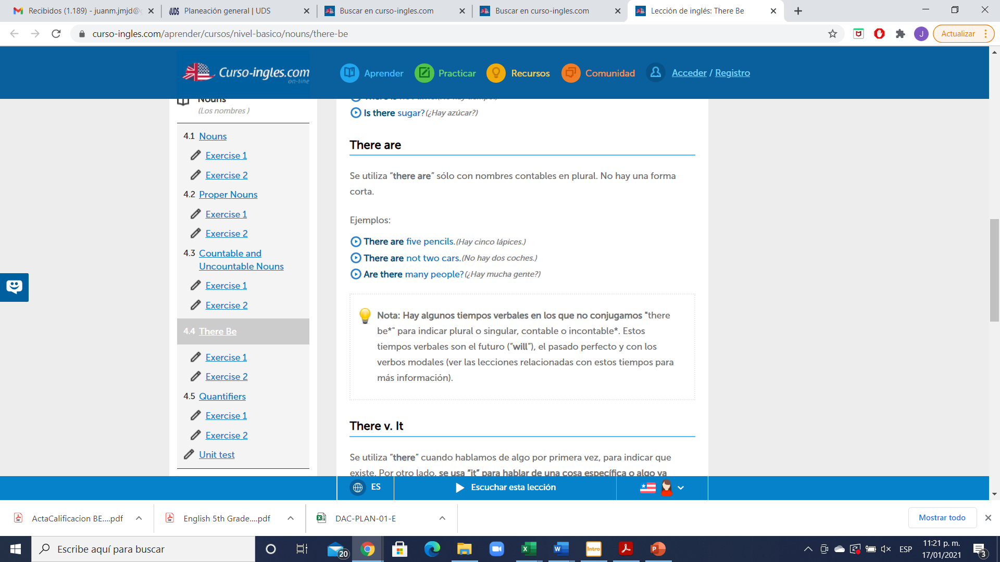 Recibidos (1.189) - juanm.jmjd@
Planeación general | UDS
Buscar en curso-ingles.com
Buscar en curso-ingles.com
Lección de inglés: There Be
curso-ingles.com/aprender/cursos/nivel-basico/nouns/there-be
J
Actualizar
Curso-ingles.com
on-line
Aprender
Practicar
Recursos
Comunidad
Acceder / Registro
Nouns
(Los nombres )
4.1 Nouns
Exercise 1
Exercise 2
4.2 Proper Nouns
Exercise 1
Exercise 2
4.3 Countable and
Uncountable Nouns
Exercise 1
Exercise 2
4.4 There Be
Exercise 1
Exercise 2
4.5 Quantifiers
Exercise 1
Exercise 2
Unit test
Is there sugar?(¿Hay azúcar?)
There are
Se utiliza “there are” sólo con nombres contables en plural. No hay una forma
corta.
Ejemplos:
There are five pencils.(Hay cinco lápices.)
There are not two cars.(No hay dos coches.)
Are there many people?(¿Hay mucha gente?)
Nota: Hay algunos tiempos verbales en los que no conjugamos "there
be*" para indicar plural o singular, contable o incontable*. Estos
tiempos verbales son el futuro (“will”), el pasado perfecto y con los
verbos modales (ver las lecciones relacionadas con estos tiempos para
más información).
There v. It
Se utiliza “there” cuando hablamos de algo por primera vez, para indicar que
existe. Por otro lado, se usa “it” para hablar de una cosa específica o algo ya
ES
Escuchar esta lección
ActaCalificacion BE....pdf
English 5th Grade....pdf
DAC-PLAN-01-E
Mostrar todo
Escribe aquí para buscar
20
Intro
ESP
11:21 p. m.
17/01/2021
3